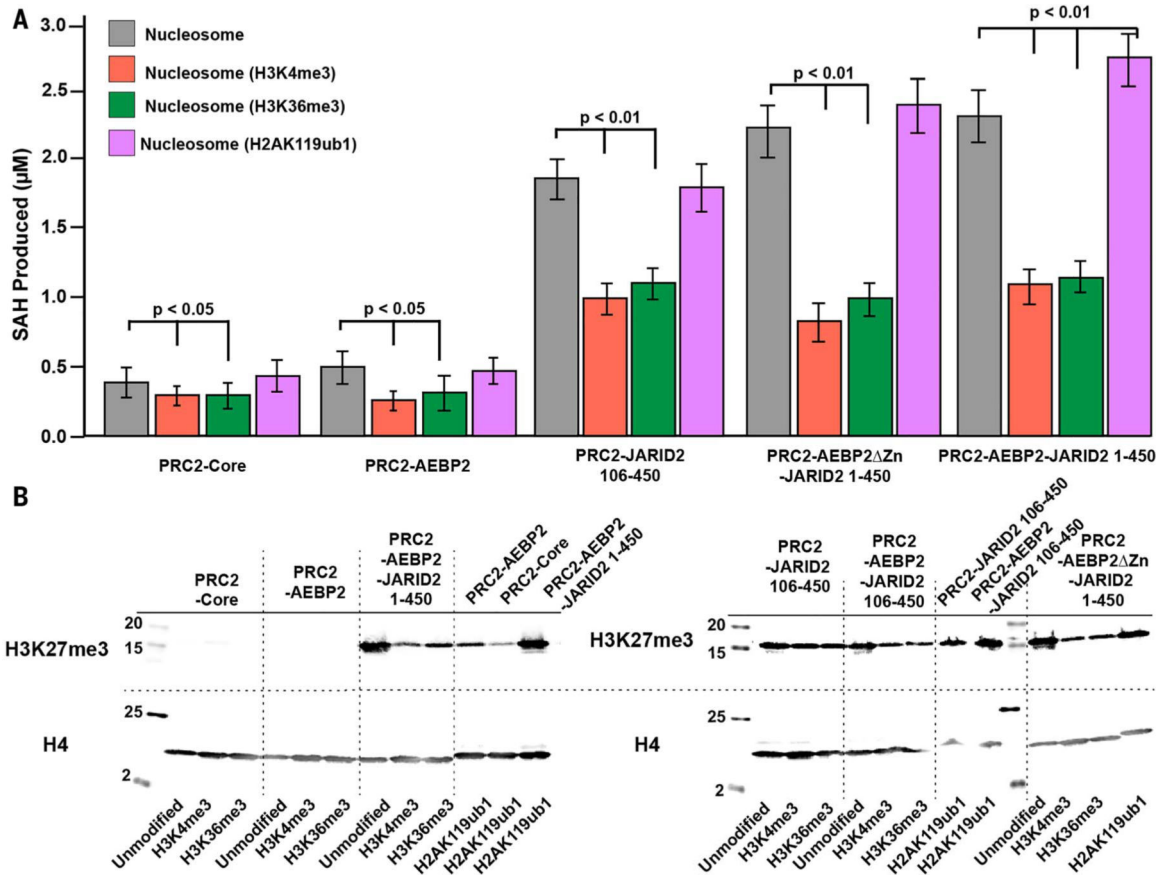 A
3.0
2.5
2.0
1.5
1.0
0.5
0.0
SAH Produced (µM)
Nucleosome
Nucleosome (H3K4me3)
Nucleosome (H3K36me3)
Nucleosome (H2AK119ub1)
p < 0.05
p < 0.05
p < 0.01
p < 0.01
p < 0.01
PRC2-Core
PRC2-AEBP2
PRC2-JARID2
106-450
PRC2-AEBP2ΔZn
-JARID2 1-450
PRC2-AEBP2-JARID2 1-450
B
PRC2
-Core
PRC2
-AEBP2
PRC2
-AEBP2
-JARID2
1-450
PRC2-AEBP2
PRC2-Core
PRC2-AEBP2
-JARID2 1-450
H3K27me3
20
15
H4
25
2
Unmodified
H3K4me3
H3K36me3
Unmodified
H3K4me3
H3K36me3
Unmodified
H3K4me3
H3K36me3
H2AK119ub1
H2AK119ub1
H2AK119ub1
PRC2
-JARID2
106-450
PRC2
-AEBP2
-JARID2
106-450
PRC2-JARID2 106-450
PRC2-AEBP2
-JARID2 106-450
PRC2
-AEBP2ΔZn
-JARID2
1-450
H3K27me3
20
15
H4
25
2
Unmodified
H3K4me3
H3K36me3
Unmodified
H3K4me3
H3K36me3
H2AK119ub1
H2AK119ub1
Unmodified
H3K4me3
H3K36me3
H2AK119ub1